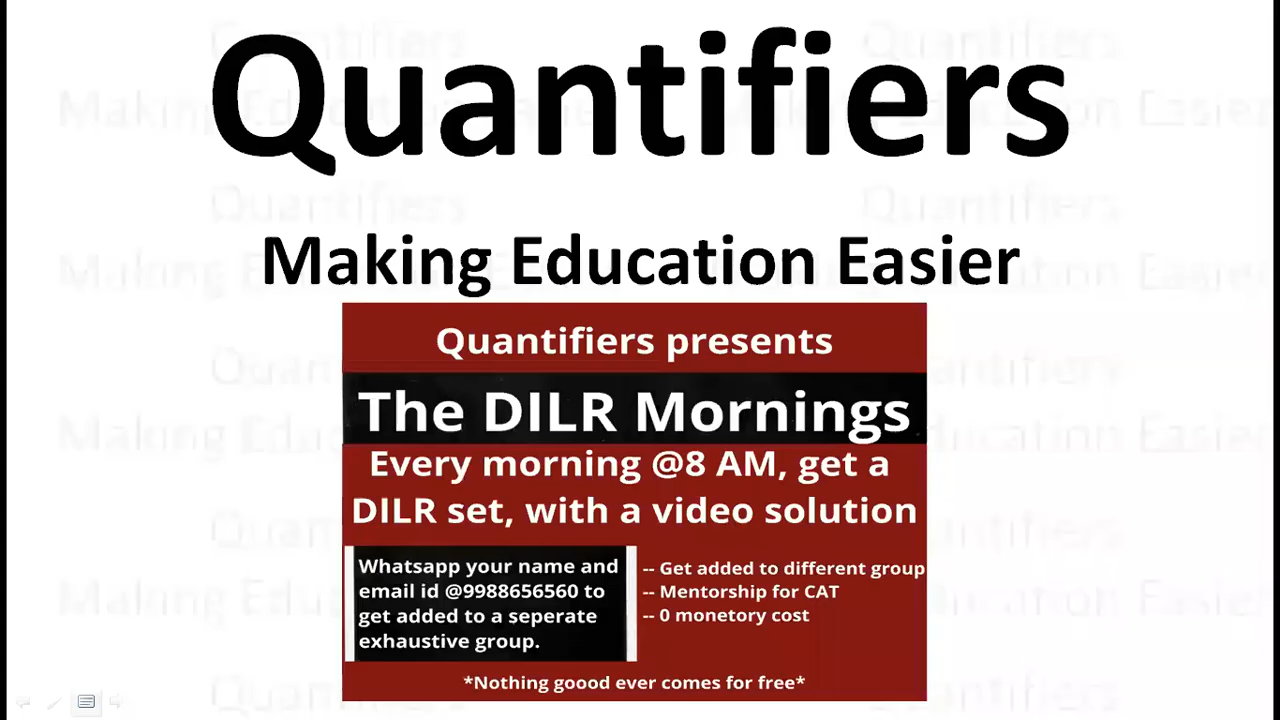 Quantifiers
Making Education Easier
Quantifiers presents
The DILR Mornings
Every morning @8 AM, get a
DILR set, with a video solution
Whatsapp your name and
email id @9988656560 to
get added to a seperate
exhaustive group.
-- Get added to different group
-- Mentorship for CAT
-- 0 monetory cost
*Nothing goood ever comes for free*